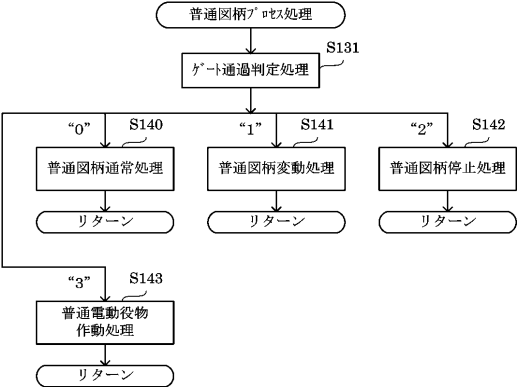 普通図柄ﾌﾟﾛｾｽ処理
S131
ｹﾞｰﾄ通過判定処理
“0”
S140
“1”
S141
“2”
S142
普通図柄通常処理
普通図柄変動処理
普通図柄停止処理
リターン
リターン
リターン
“3”
S143
普通電動役物
作動処理
リターン